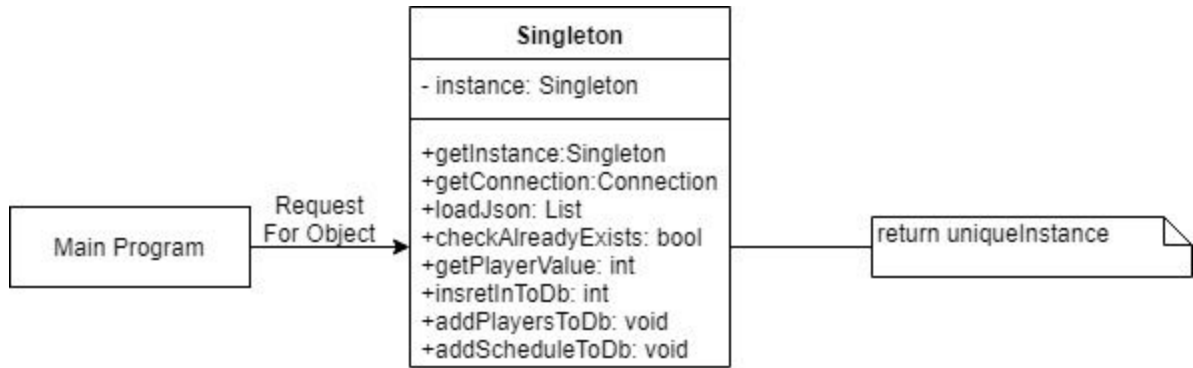 Singleton
- instance: Singleton
+getInstance:Singleton
+getConnection:Connection
+loadJson: List
+checkAlreadyExists: bool
+getPlayerValue: int
+insretInToDb: int
+addPlayersToDb: void
+addScheduleToDb: void
Main Program
Request
For Object
return uniqueInstance